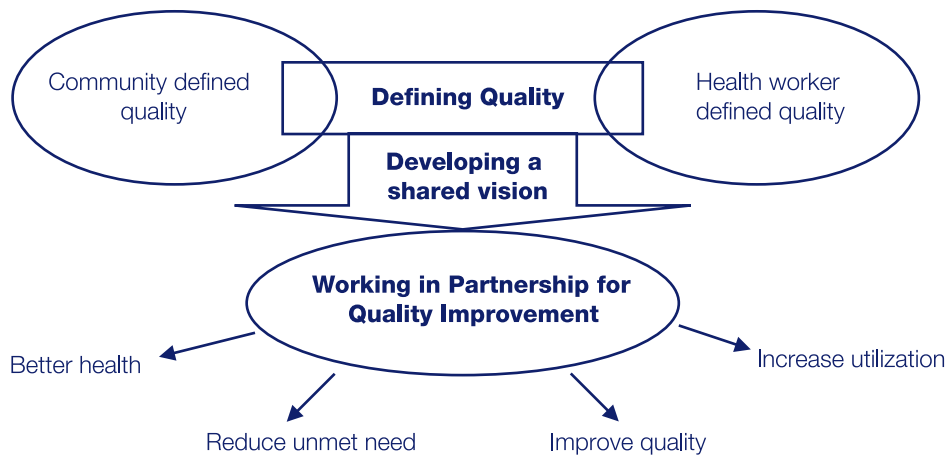 Community defined
quality
Defining Quality
Health worker
defined quality
Developing a
shared vision
Working in Partnership for
Quality Improvement
Better health
Increase utilization
Reduce unmet need
Improve quality